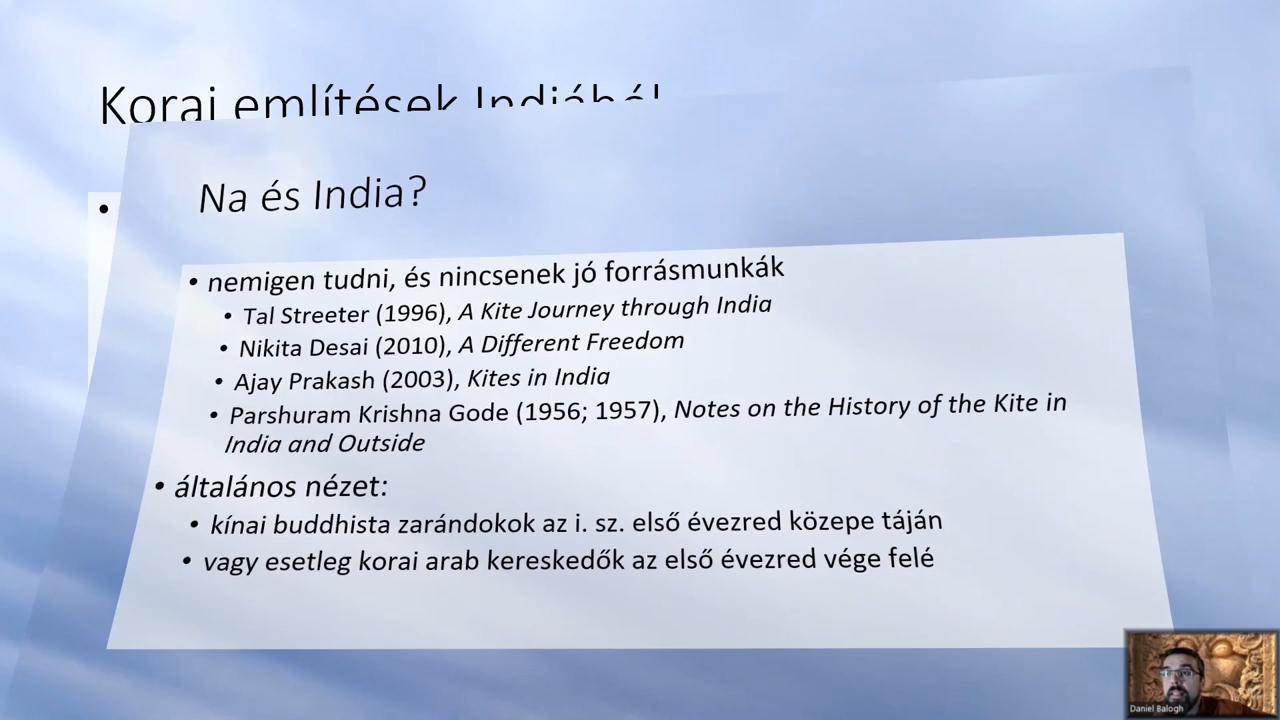 Korai említések Indiából
Na és India?
• nemigen tudni, és nincsenek jó forrásmunkák
• Tal Streeter (1996), A Kite Journey through India
• Nikita Desai (2010), A Different Freedom
• Ajay Prakash (2003), Kites in India
• Parshuram Krishna Gode (1956; 1957), Notes on the History of the Kite in
India and Outside
• általános nézet:
• kínai buddhista zarándokok az i. sz. első évezred közepe táján
• vagy esetleg korai arab kereskedők az első évezred vége felé
Daniel Balogh